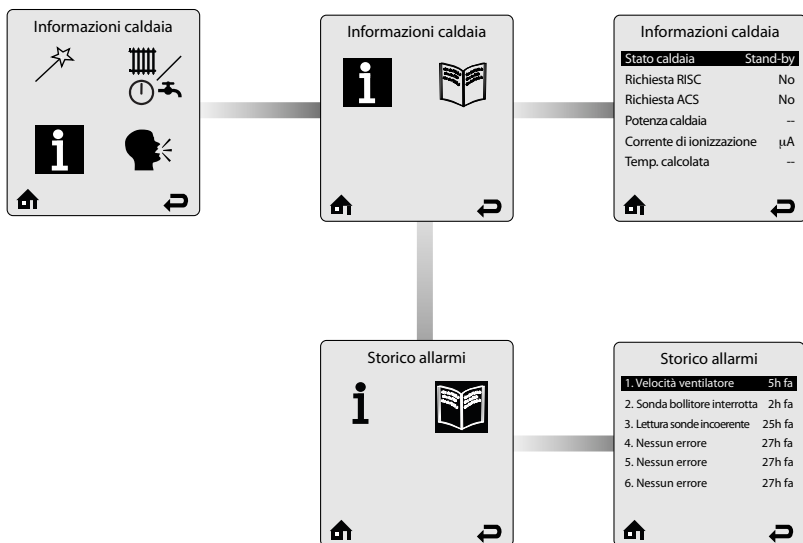 Informazioni caldaia
Informazioni caldaia
Informazioni caldaia
Stato caldaia Stand-by
Richiesta RISC No
Richiesta ACS No
Potenza caldaia --
Corrente di ionizzazione µA
Temp. calcolata --
Storico allarmi
Storico allarmi
1. Velocità ventilatore 5h fa
2. Sonda bollitore interrotta 2h fa
3. Lettura sonde incoerente 25h fa
4. Nessun errore 27h fa
5. Nessun errore 27h fa
6. Nessun errore 27h fa